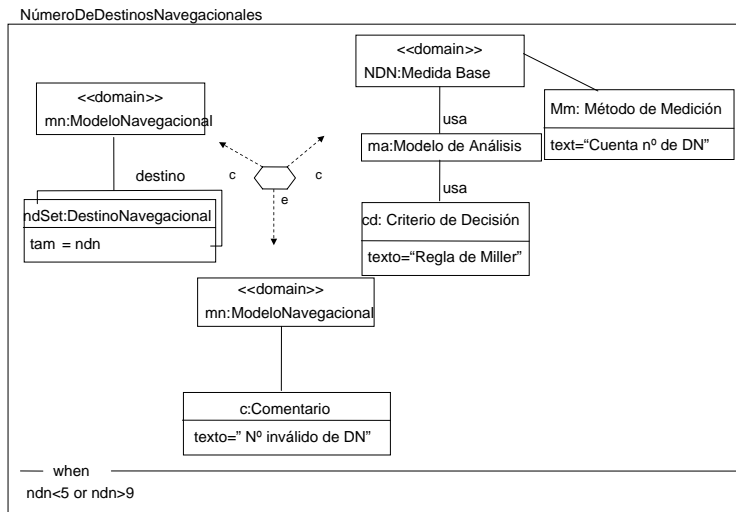 NúmeroDeDestinosNavegacionales
<<domain>>
mn:ModeloNavegacional
destino
ndSet:DestinoNavegacional
tam = ndn
c
c
e
<<domain>>
NDN:Medida Base
usa
ma:Modelo de Análisis
usa
cd: Criterio de Decisión
texto="Regla de Miller"
Mm: Método de Medición
text="Cuenta nº de DN"
<<domain>>
mn:ModeloNavegacional
c:Comentario
texto=" Nº inválido de DN"
when
ndn<5 or ndn>9